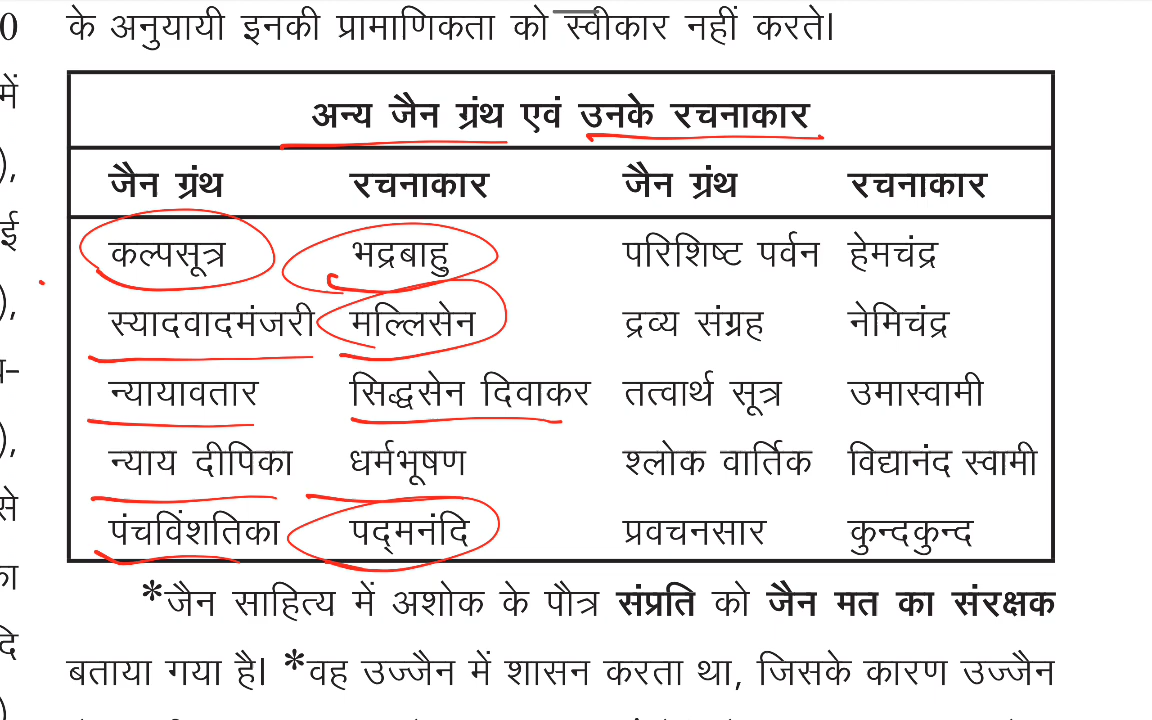 0 के अनुयायी इनकी प्रामाणिकता को स्वीकार नहीं करते।
में
अन्य जैन ग्रंथ एवं उनके रचनाकार
),
जैन ग्रंथ रचनाकार जैन ग्रंथ रचनाकार
ई
कल्पसूत्र भद्रबाहु परिशिष्ट पर्वन हेमचंद्र
),
स्यादवादमंजरी मल्लिसेन द्रव्य संग्रह नेमिचंद्र
न्यायावतार सिद्धसेन दिवाकर तत्वार्थ सूत्र उमास्वामी
),
न्याय दीपिका धर्मभूषण श्लोक वार्तिक विद्यानंद स्वामी
से
पंचविंशतिका पद्मनंदि प्रवचनसार कुन्दकुन्द
*जैन साहित्य में अशोक के पौत्र संप्रति को जैन मत का संरक्षक
दि
बताया गया है। *वह उज्जैन में शासन करता था, जिसके कारण उज्जैन